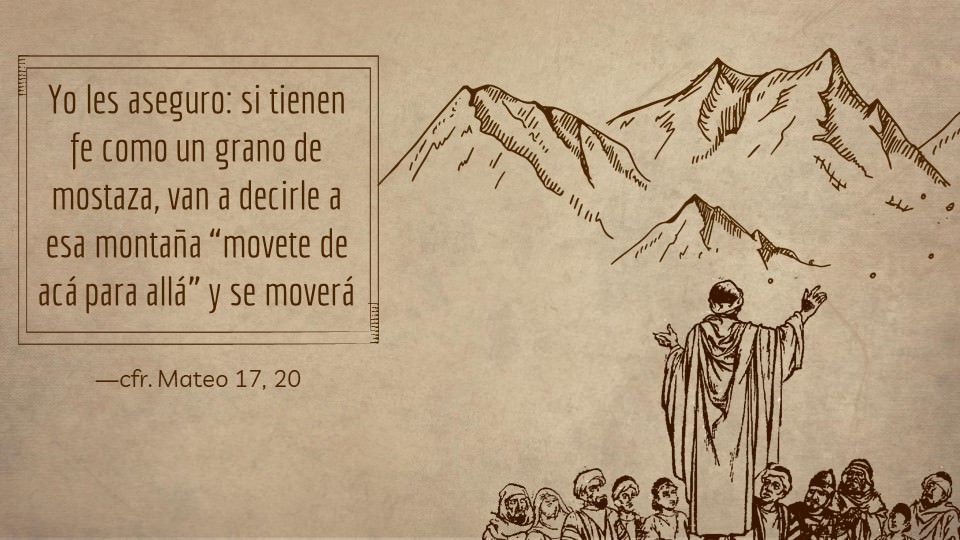 Yo les aseguro: si tienen
fe como un grano de
mostaza, van a decirle a
esa montaña “movete de
acá para allá” y se moverá
—cfr. Mateo 17, 20